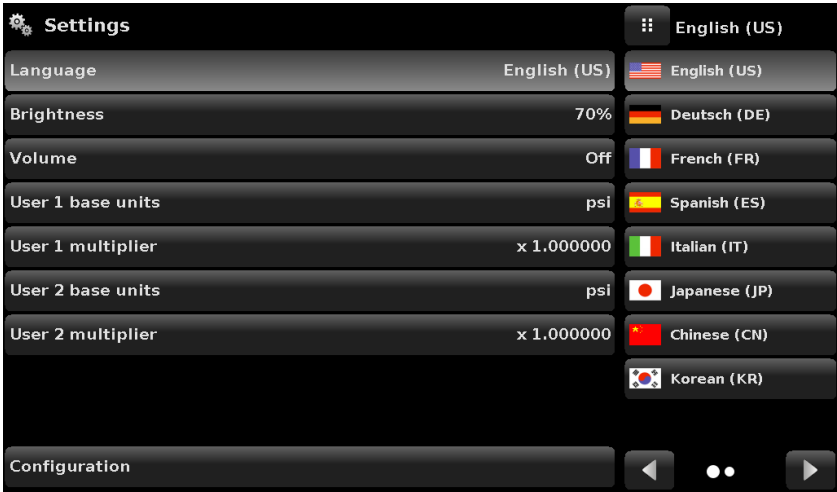 Settings
English (US)
Language English (US)
Brightness 70%
Volume Off
User 1 base units psi
User 1 multiplier x 1.000000
User 2 base units psi
User 2 multiplier x 1.000000
Configuration
English (US)
Deutsch (DE)
French (FR)
Spanish (ES)
Italian (IT)
Japanese (JP)
Chinese (CN)
Korean (KR)